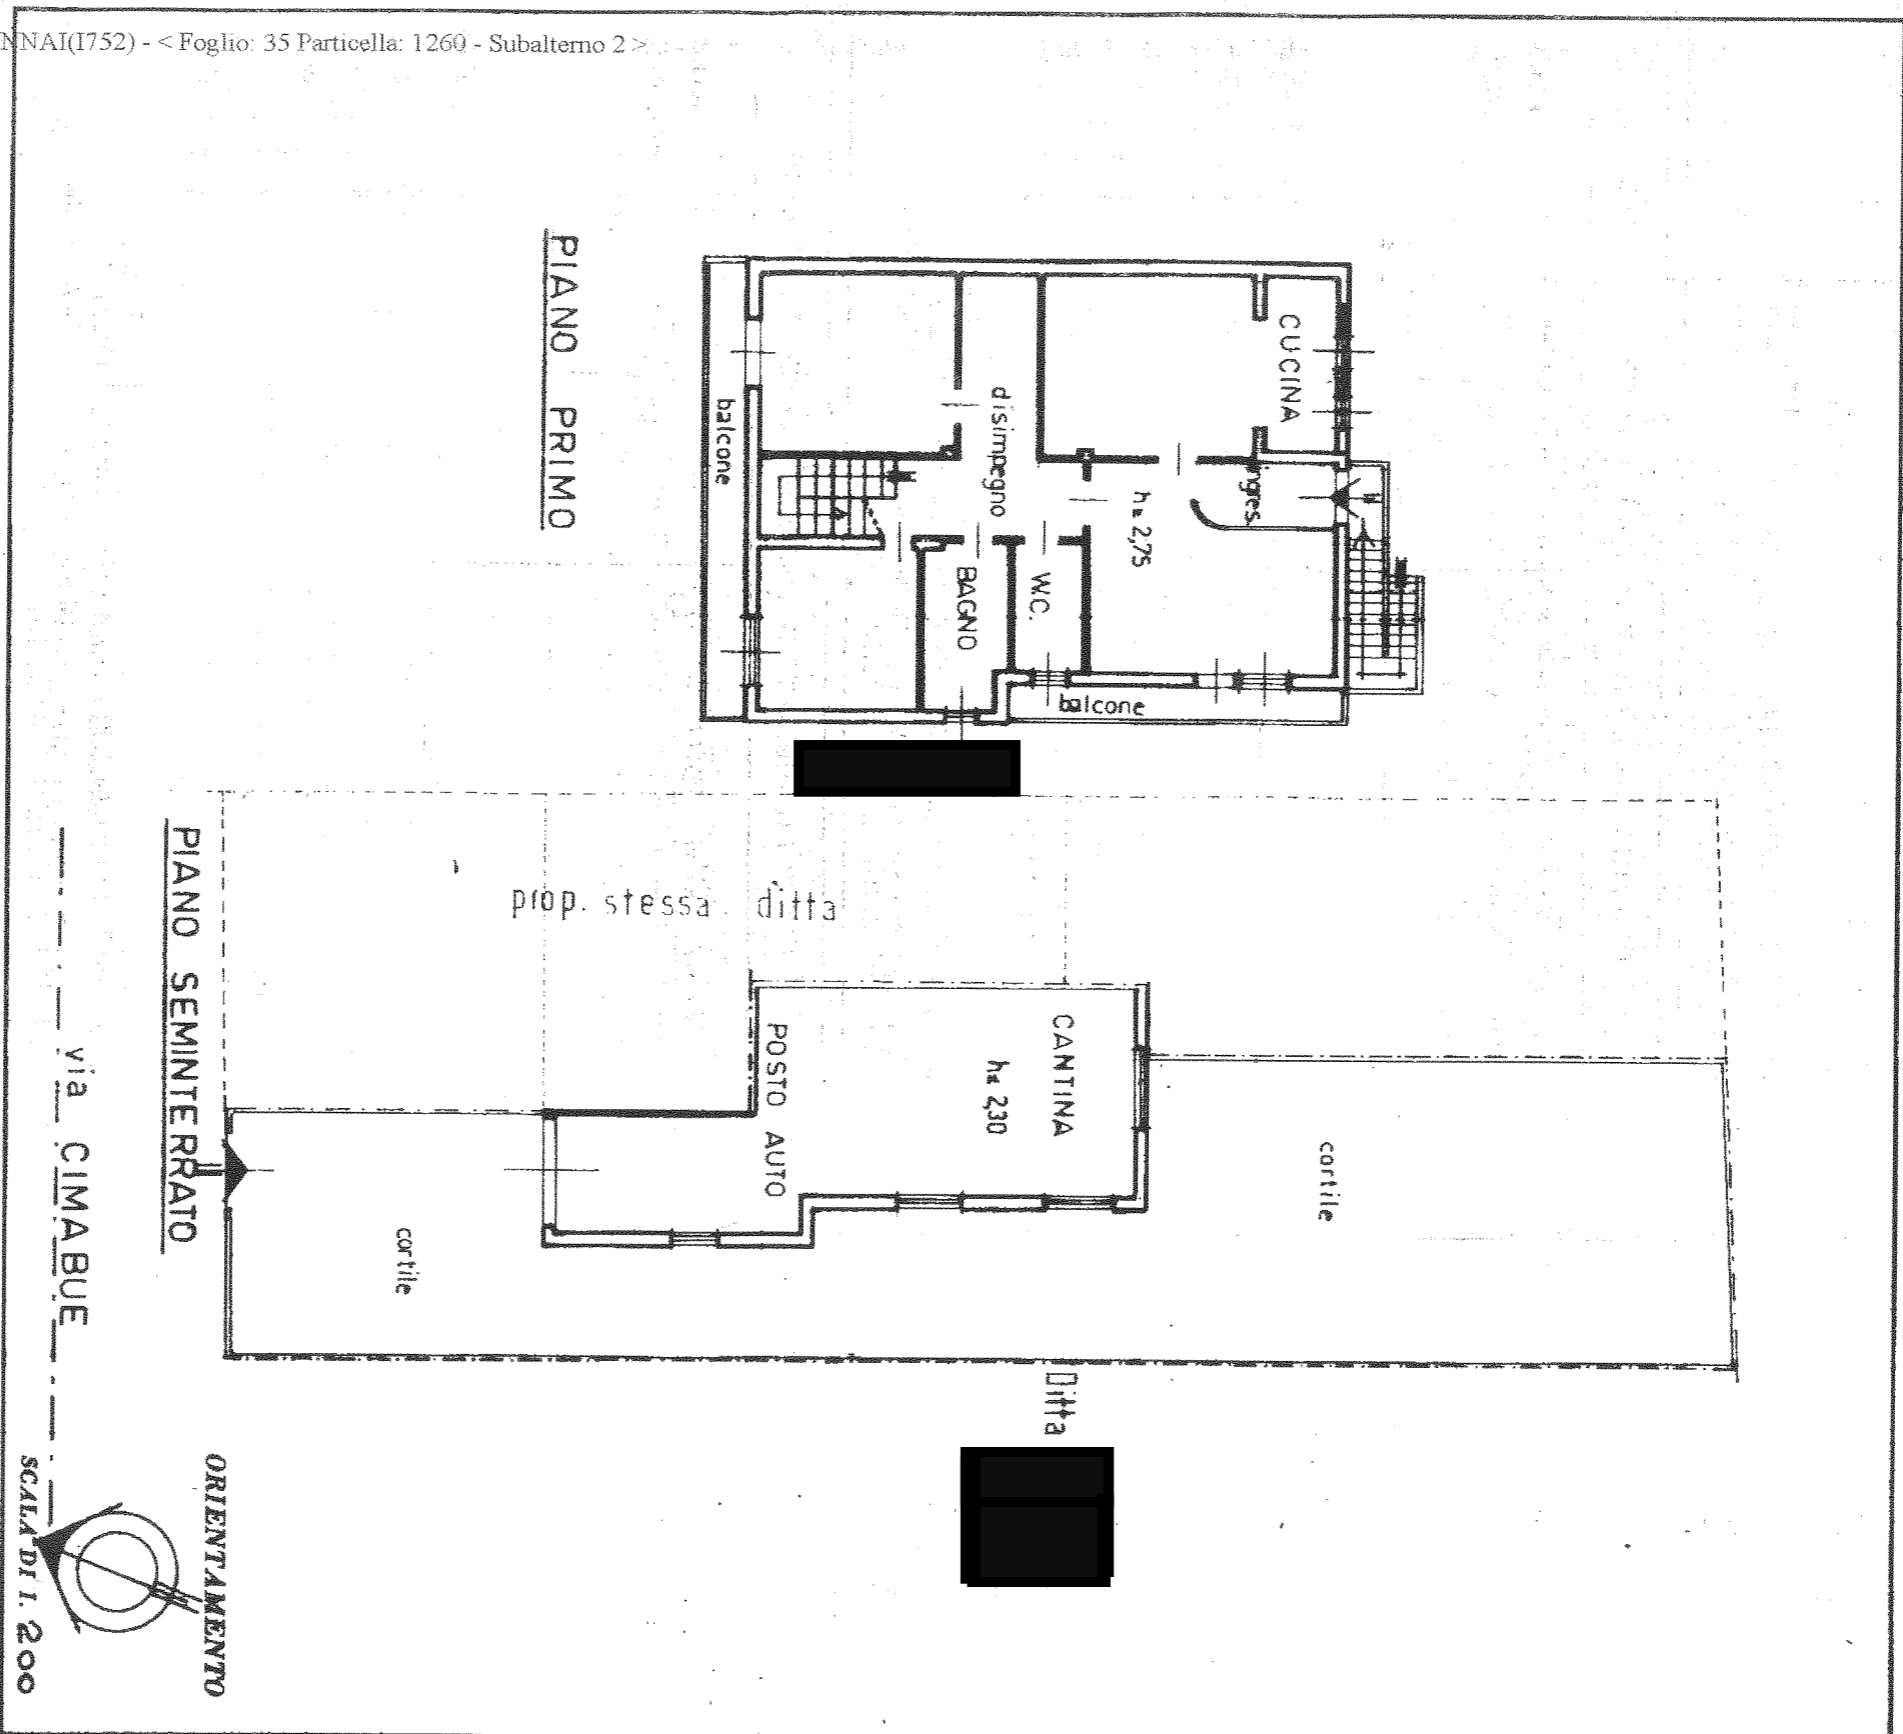 NNAI(I752) - < Foglio: 35 Particella: 1260 - Subalterno 2 >
PIANO PRIMO
CUCINA
ingres.
h= 2,75
disimpegno
W.C.
BAGNO
balcone
balcone
prop. stessa ditta
PIANO SEMINTERRATO
CANTINA
h= 2,30
POSTO AUTO
cortile
cortile
via CIMABUE
Ditta
ORIENTAMENTO
SCALA DI 1. 200